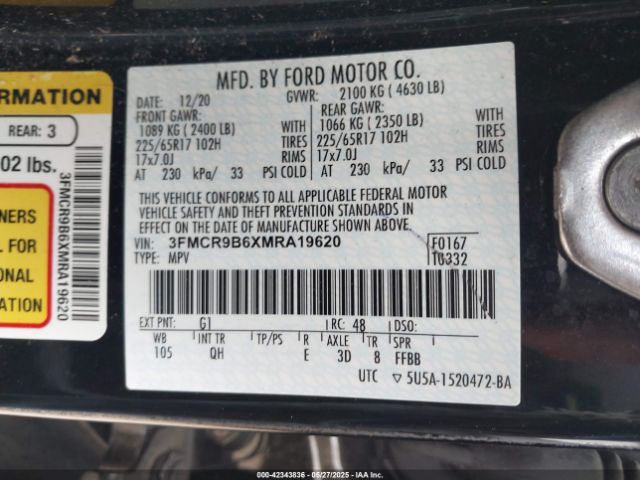 ORMATION
REAR: 3
02 lbs.
NERS
R
ONAL
ATION
3FMCR9B6XMRA19620
MFD. BY FORD MOTOR CO.
DATE: 12/20 GVWR: 2100 KG ( 4630 LB)
FRONT GAWR: REAR GAWR:
1089 KG ( 2400 LB) WITH 1066 KG ( 2350 LB) WITH
225/65R17 102H TIRES 225/65R17 102H TIRES
17x7.0J RIMS 17x7.0J RIMS
AT 230 kPa/ 33 PSI COLD AT 230 kPa/ 33 PSI COLD
THIS VEHICLE CONFORMS TO ALL APPLICABLE FEDERAL MOTOR
VEHICLE SAFETY AND THEFT PREVENTION STANDARDS IN
EFFECT ON THE DATE OF MANUFACTURE SHOWN ABOVE.
VIN: 3FMCR9B6XMRA19620 F0167
TYPE: MPV T0332
EXT PNT: G1 RC: 48 DSO:
WB INT TR TP/PS R AXLE TR SPR
105 QH E 3D 8 FFBB
UTC ▽ 5U5A-1520472-BA
000-42343836 - 05/27/2025 - IAAI.COM